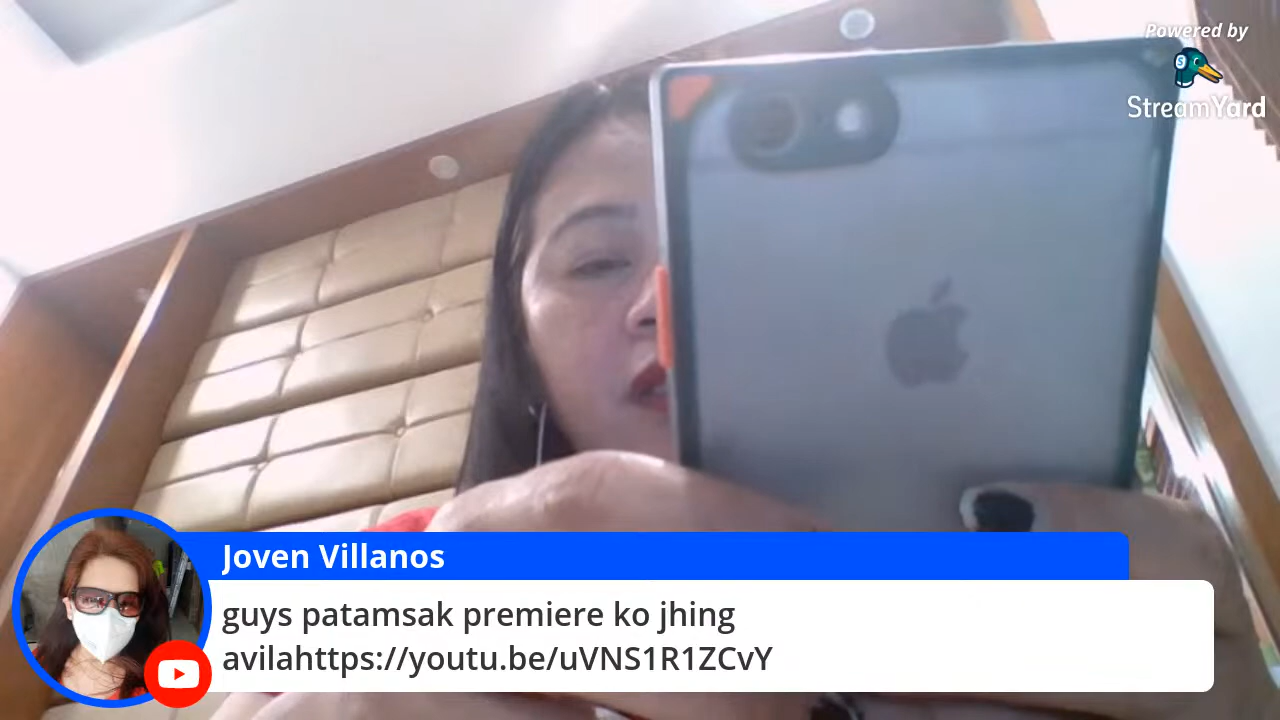 Powered by
StreamYard
Joven Villanos
guys patamsak premiere ko jhing
avilahttps://youtu.be/uVNS1R1ZCvY